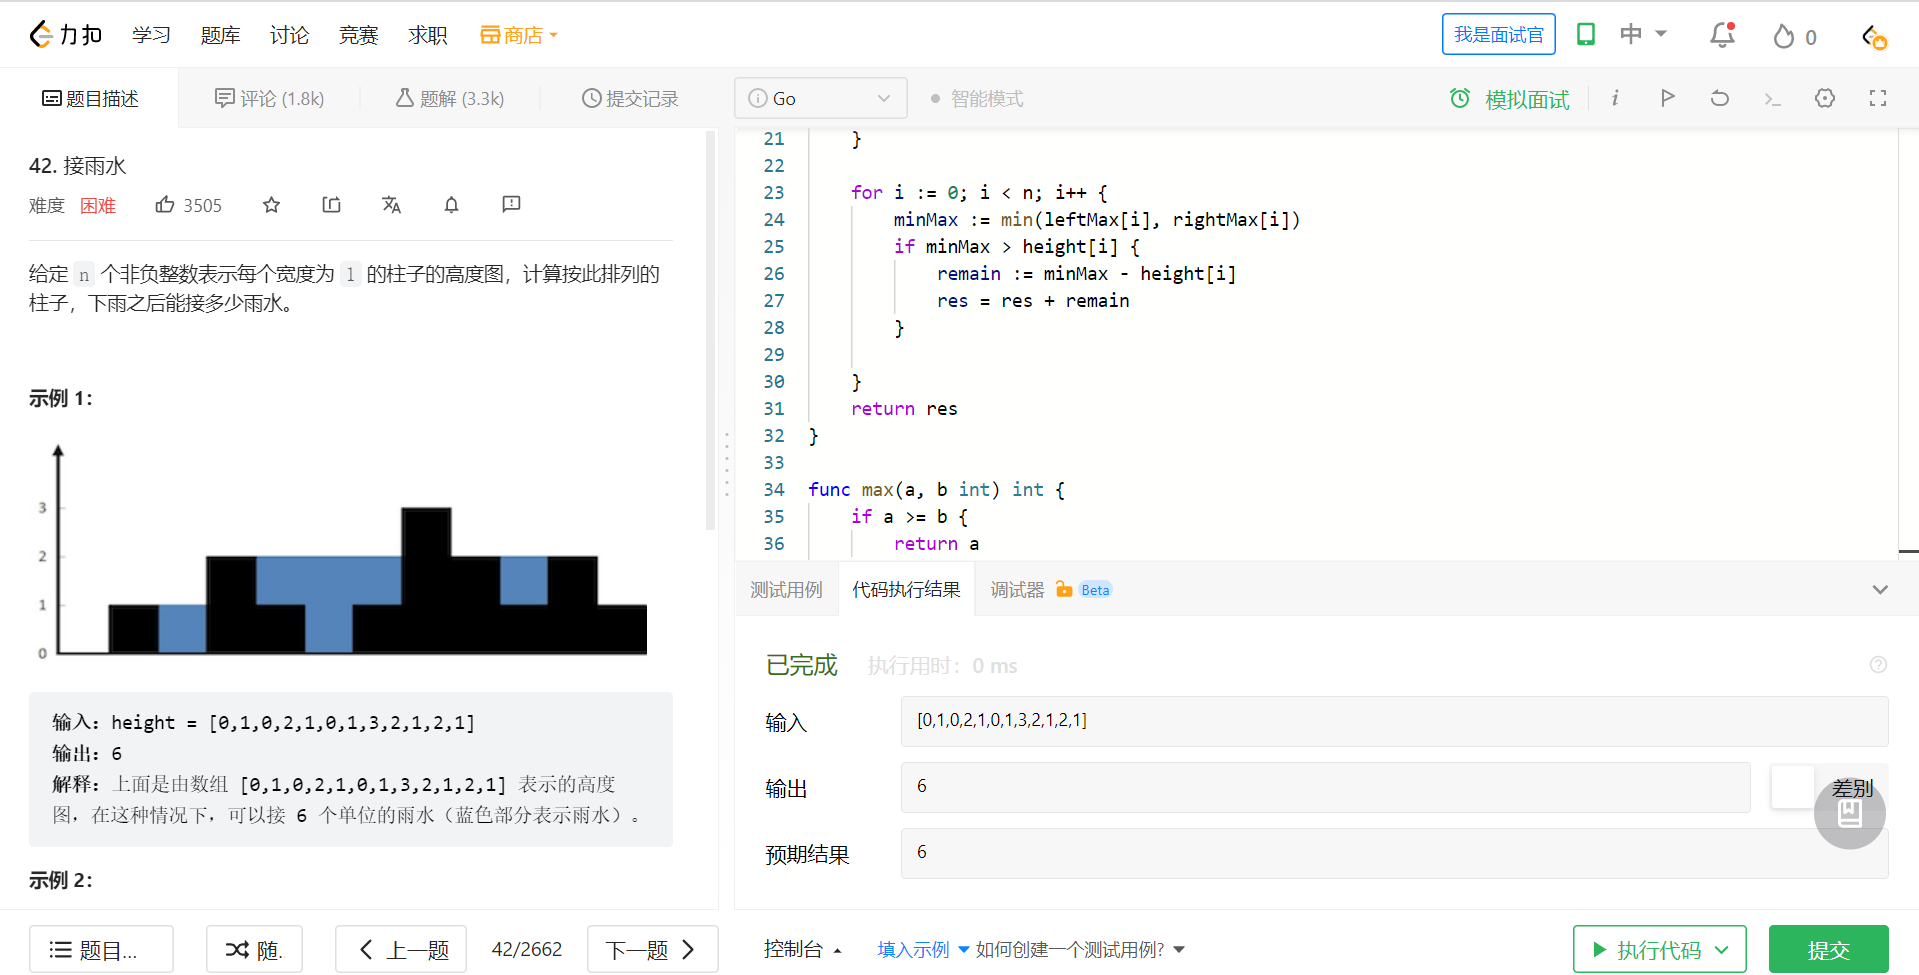 力扣 学习 题库 讨论 竞赛 求职 商店 我是面试官 中 0
题目描述 评论 (1.8k) 题解 (3.3k) 提交记录
Go 智能模式 模拟面试
42. 接雨水
难度 困难 3505
给定 n 个非负整数表示每个宽度为 1 的柱子的高度图，计算按此排列的
柱子，下雨之后能接多少雨水。
示例 1：
3
2
1
0
输入：height = [0,1,0,2,1,0,1,3,2,1,2,1]
输出：6
解释：上面是由数组 [0,1,0,2,1,0,1,3,2,1,2,1] 表示的高度
图，在这种情况下，可以接 6 个单位的雨水（蓝色部分表示雨水）。
示例 2：
题目... 随. 上一题 42/2662 下一题
21 }
22
23 for i := 0; i < n; i++ {
24 minMax := min(leftMax[i], rightMax[i])
25 if minMax > height[i] {
26 remain := minMax - height[i]
27 res = res + remain
28 }
29
30 }
31 return res
32 }
33
34 func max(a, b int) int {
35 if a >= b {
36 return a
测试用例 代码执行结果 调试器 Beta
已完成 执行用时：0 ms
输入 [0,1,0,2,1,0,1,3,2,1,2,1]
输出 6 差别
预期结果 6
控制台 填入示例 如何创建一个测试用例? 执行代码 提交